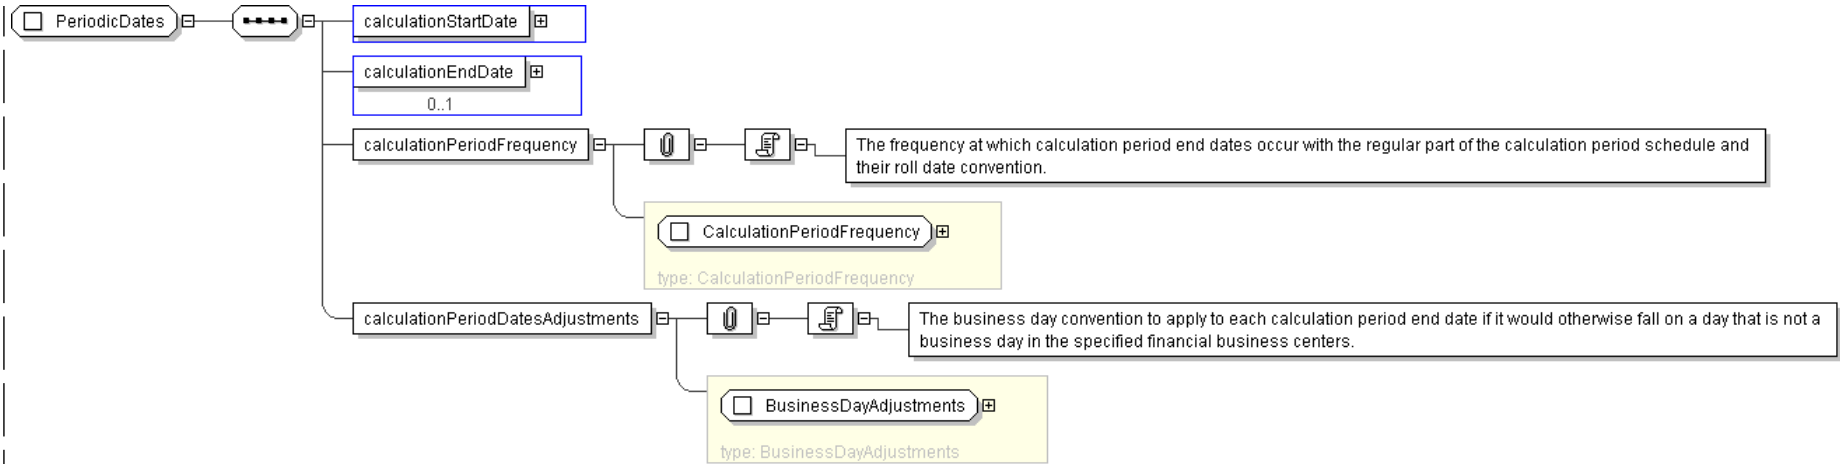 PeriodicDates
calculationStartDate
calculationEndDate
0..1
calculationPeriodFrequency
The frequency at which calculation period end dates occur with the regular part of the calculation period schedule and
their roll date convention.
CalculationPeriodFrequency
type: CalculationPeriodFrequency
calculationPeriodDatesAdjustments
The business day convention to apply to each calculation period end date if it would otherwise fall on a day that is not a
business day in the specified financial business centers.
BusinessDayAdjustments
type: BusinessDayAdjustments